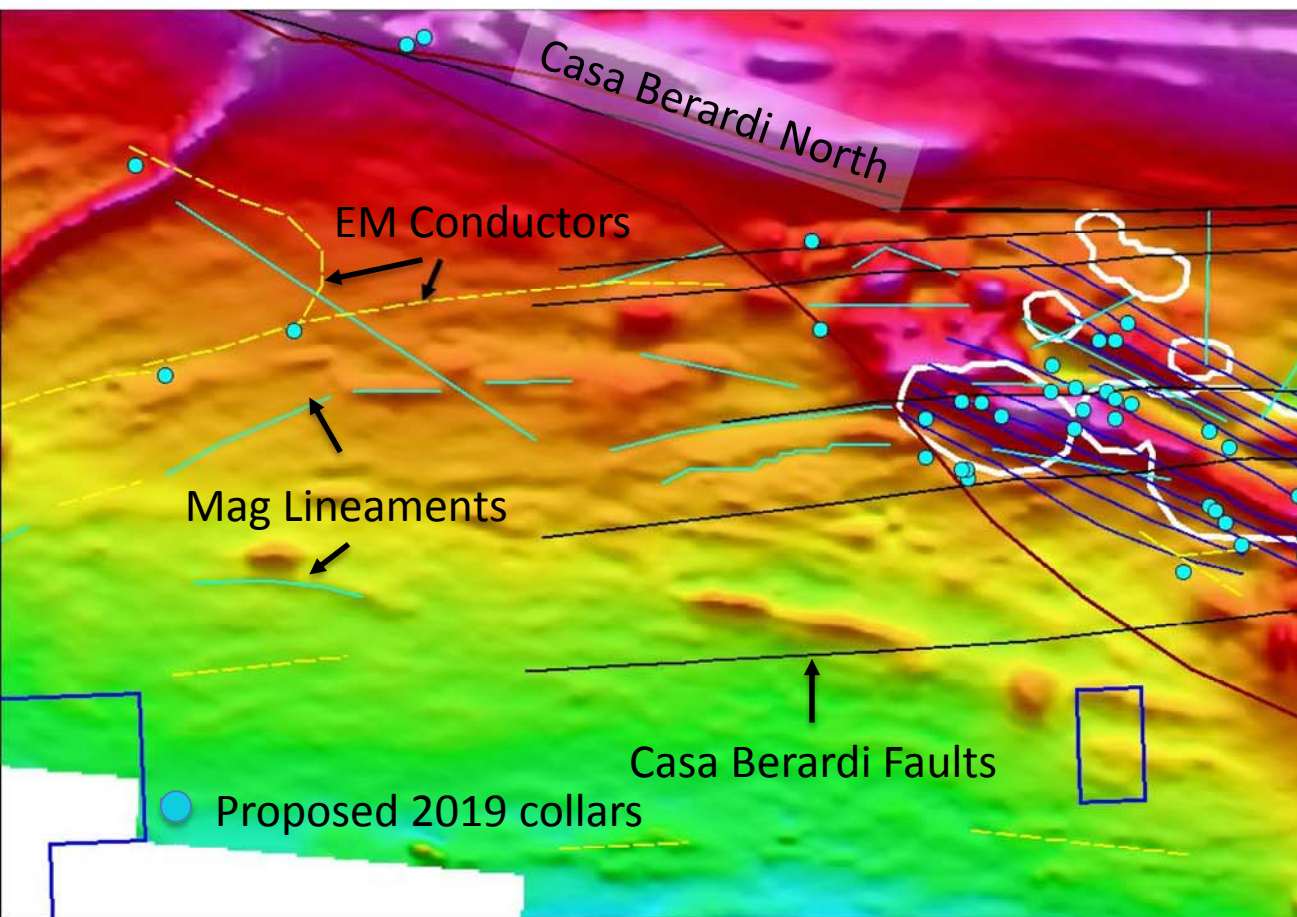 Casa Berardi North
EM Conductors
Mag Lineaments
Casa Berardi Faults
Proposed 2019 collars